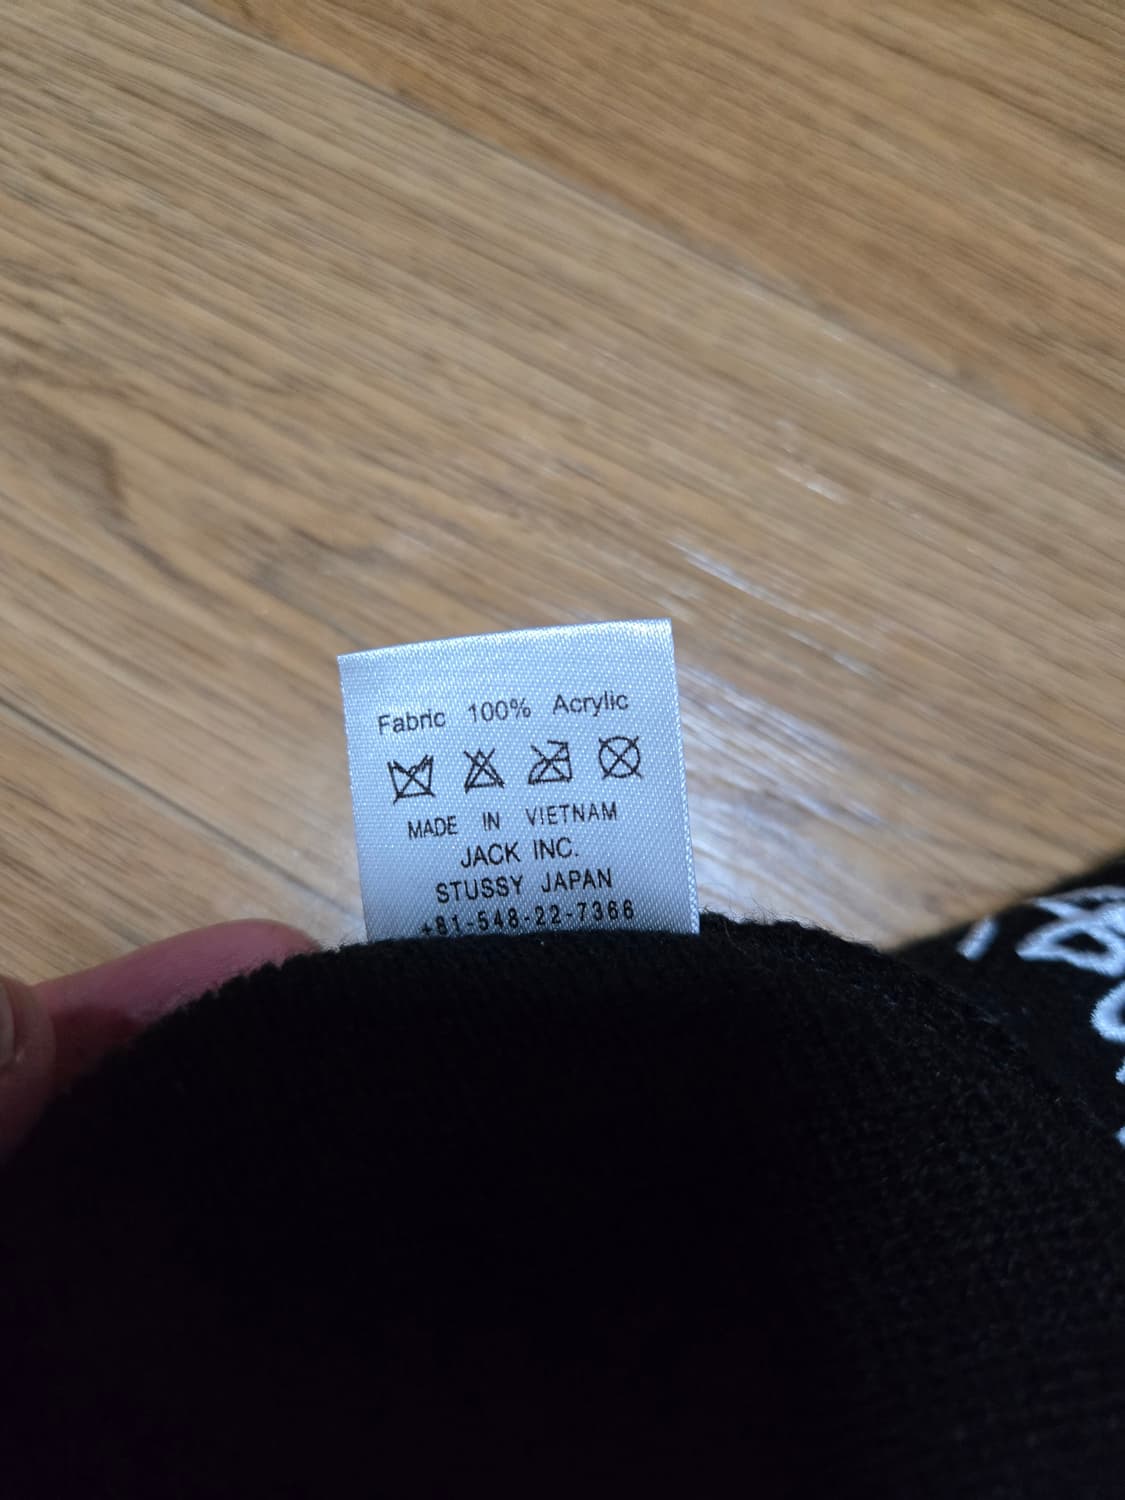 Fabric 100% Acrylic
MADE IN VIETNAM
JACK INC.
STUSSY JAPAN
+81-548-22-7366